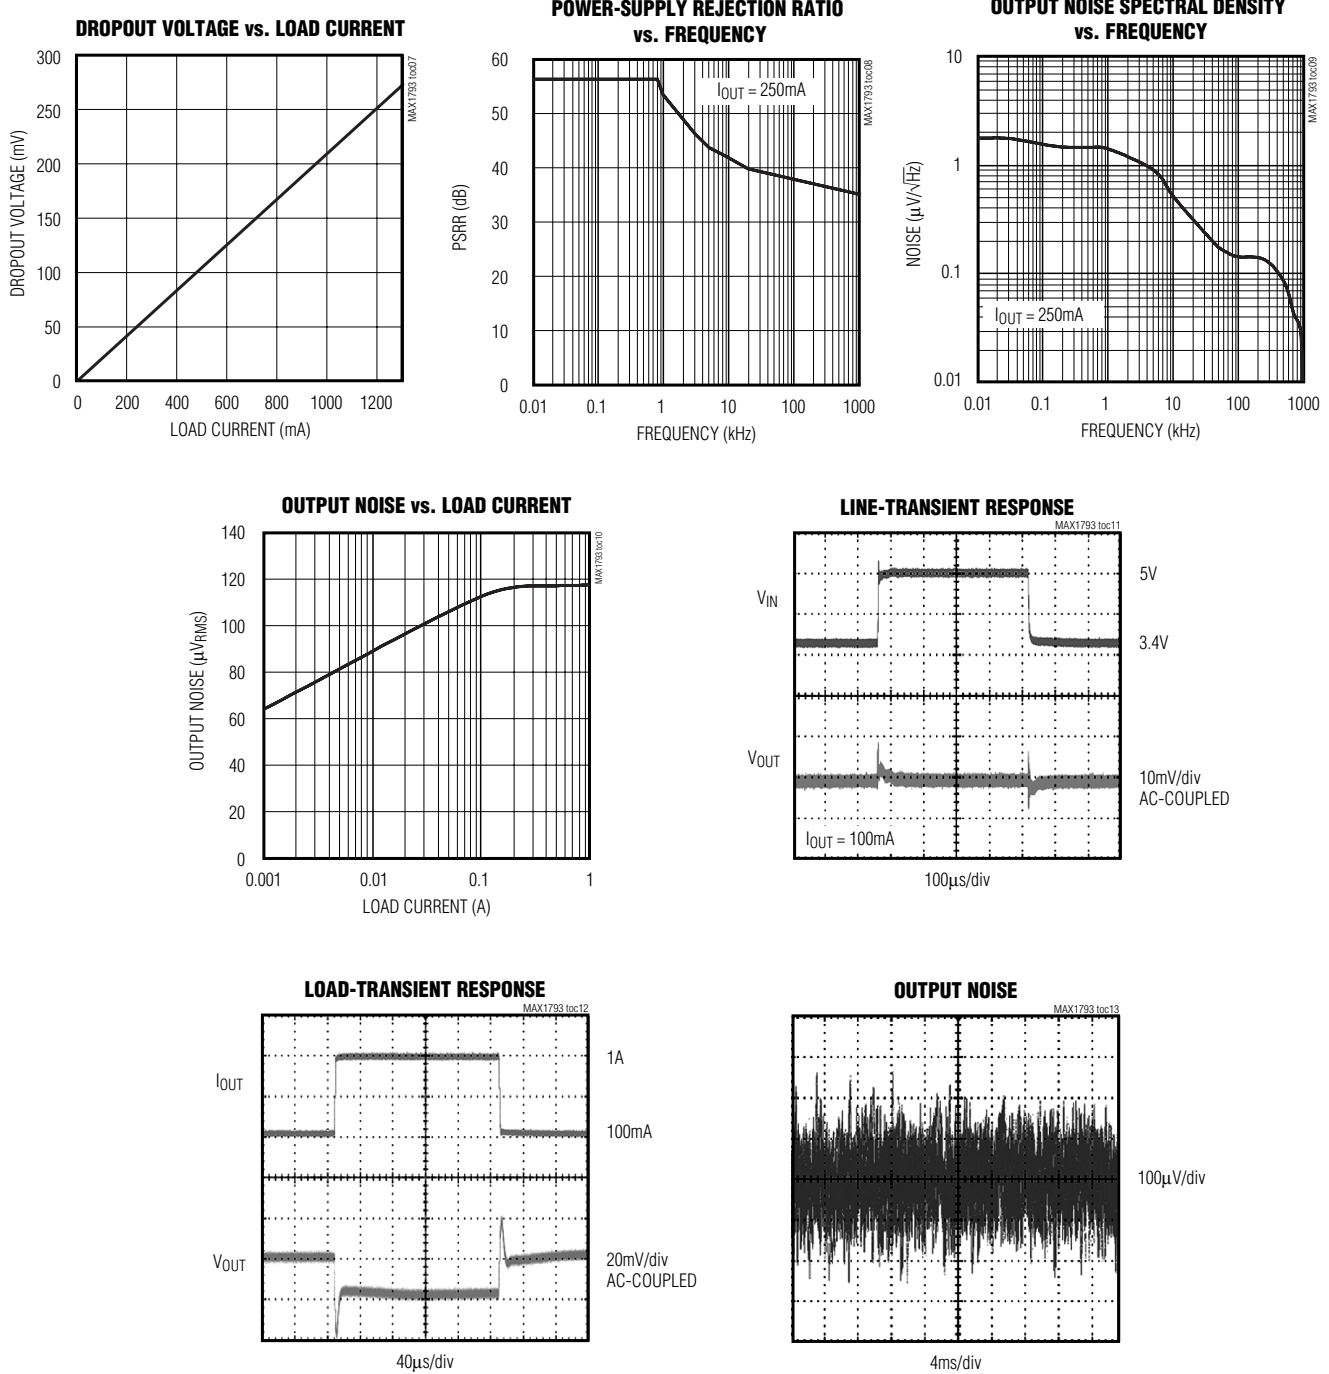 DROPOUT VOLTAGE vs. LOAD CURRENT
MAX1793 toc07
DROPOUT VOLTAGE (mV)
300
250
200
150
100
50
0
0 200 400 600 800 1000 1200
LOAD CURRENT (mA)
POWER-SUPPLY REJECTION RATIO
vs. FREQUENCY
MAX1793 toc08
PSRR (dB)
60
50
40
30
20
10
0
IOUT = 250mA
0.01 0.1 1 10 100 1000
FREQUENCY (kHz)
OUTPUT NOISE SPECTRAL DENSITY
vs. FREQUENCY
MAX1793 toc09
NOISE (μV/√Hz)
10
1
0.1
0.01
IOUT = 250mA
0.01 0.1 1 10 100 1000
FREQUENCY (kHz)
OUTPUT NOISE vs. LOAD CURRENT
MAX1793 toc10
OUTPUT NOISE (μVRMS)
140
120
100
80
60
40
20
0
0.001 0.01 0.1 1
LOAD CURRENT (A)
LINE-TRANSIENT RESPONSE
MAX1793 toc11
VIN
5V
3.4V
VOUT
10mV/div
AC-COUPLED
IOUT = 100mA
100μs/div
LOAD-TRANSIENT RESPONSE
MAX1793 toc12
IOUT
1A
100mA
VOUT
20mV/div
AC-COUPLED
40μs/div
OUTPUT NOISE
MAX1793 toc13
100μV/div
4ms/div